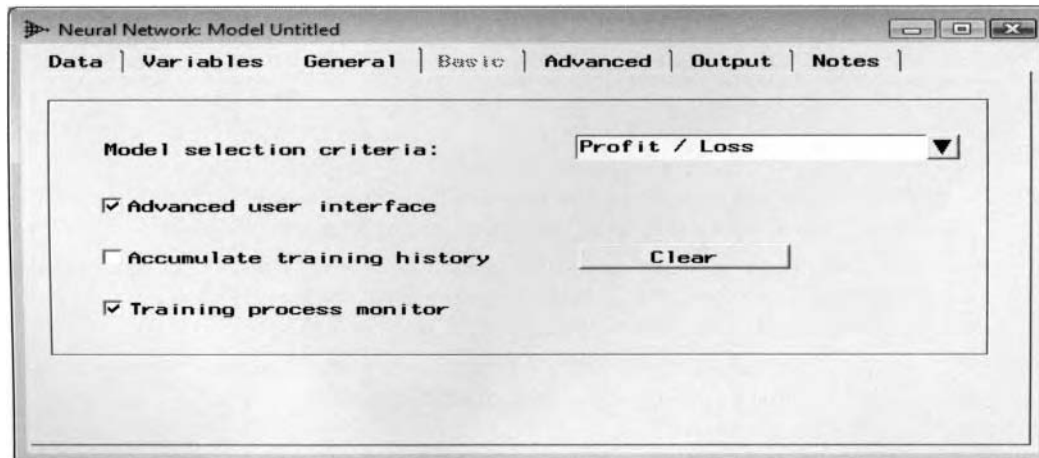 Neural Network: Model Untitled
Data Variables General Basic Advanced Output Notes
Model selection criteria: Profit / Loss
Advanced user interface
Accumulate training history Clear
Training process monitor